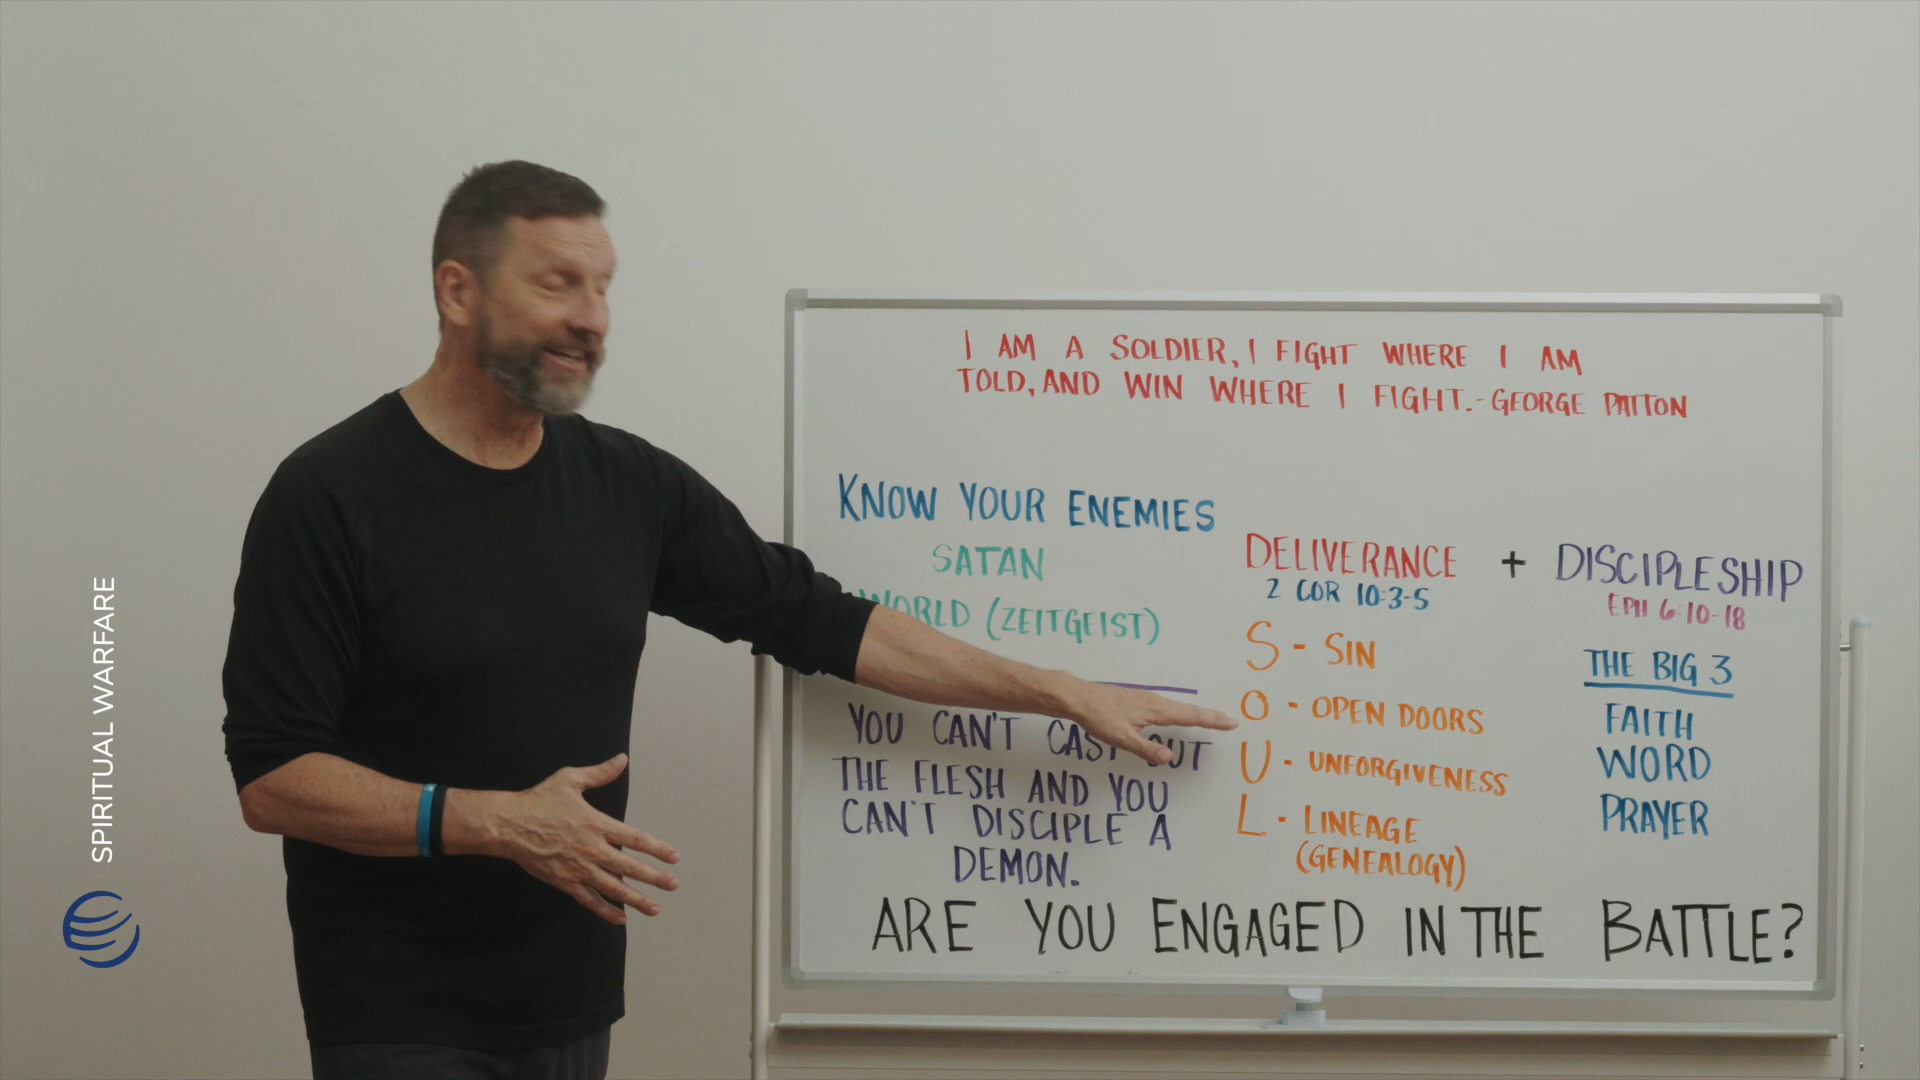 I AM A SOLDIER, I FIGHT WHERE I AM
TOLD, AND WIN WHERE I FIGHT.- GEORGE PATTON
KNOW YOUR ENEMIES
SATAN
WORLD (ZEITGEIST)
YOU CAN'T CAST OUT
THE FLESH AND YOU
CAN'T DISCIPLE A
DEMON.
DELIVERANCE + DISCIPLESHIP
2 COR 10:3-5
S - SIN
O - OPEN DOORS
U - UNFORGIVENESS
L - LINEAGE
(GENEALOGY)
EPH 6:10-18
THE BIG 3
FAITH
WORD
PRAYER
ARE YOU ENGAGED IN THE BATTLE?
SPIRITUAL WARFARE